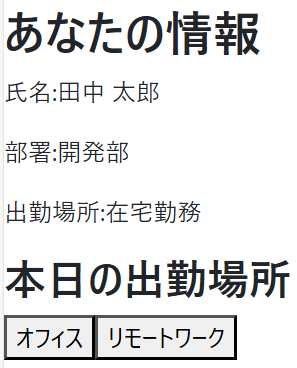 あなたの情報
氏名:田中 太郎
部署:開発部
出勤場所:在宅勤務
本日の出勤場所
オフィス リモートワーク